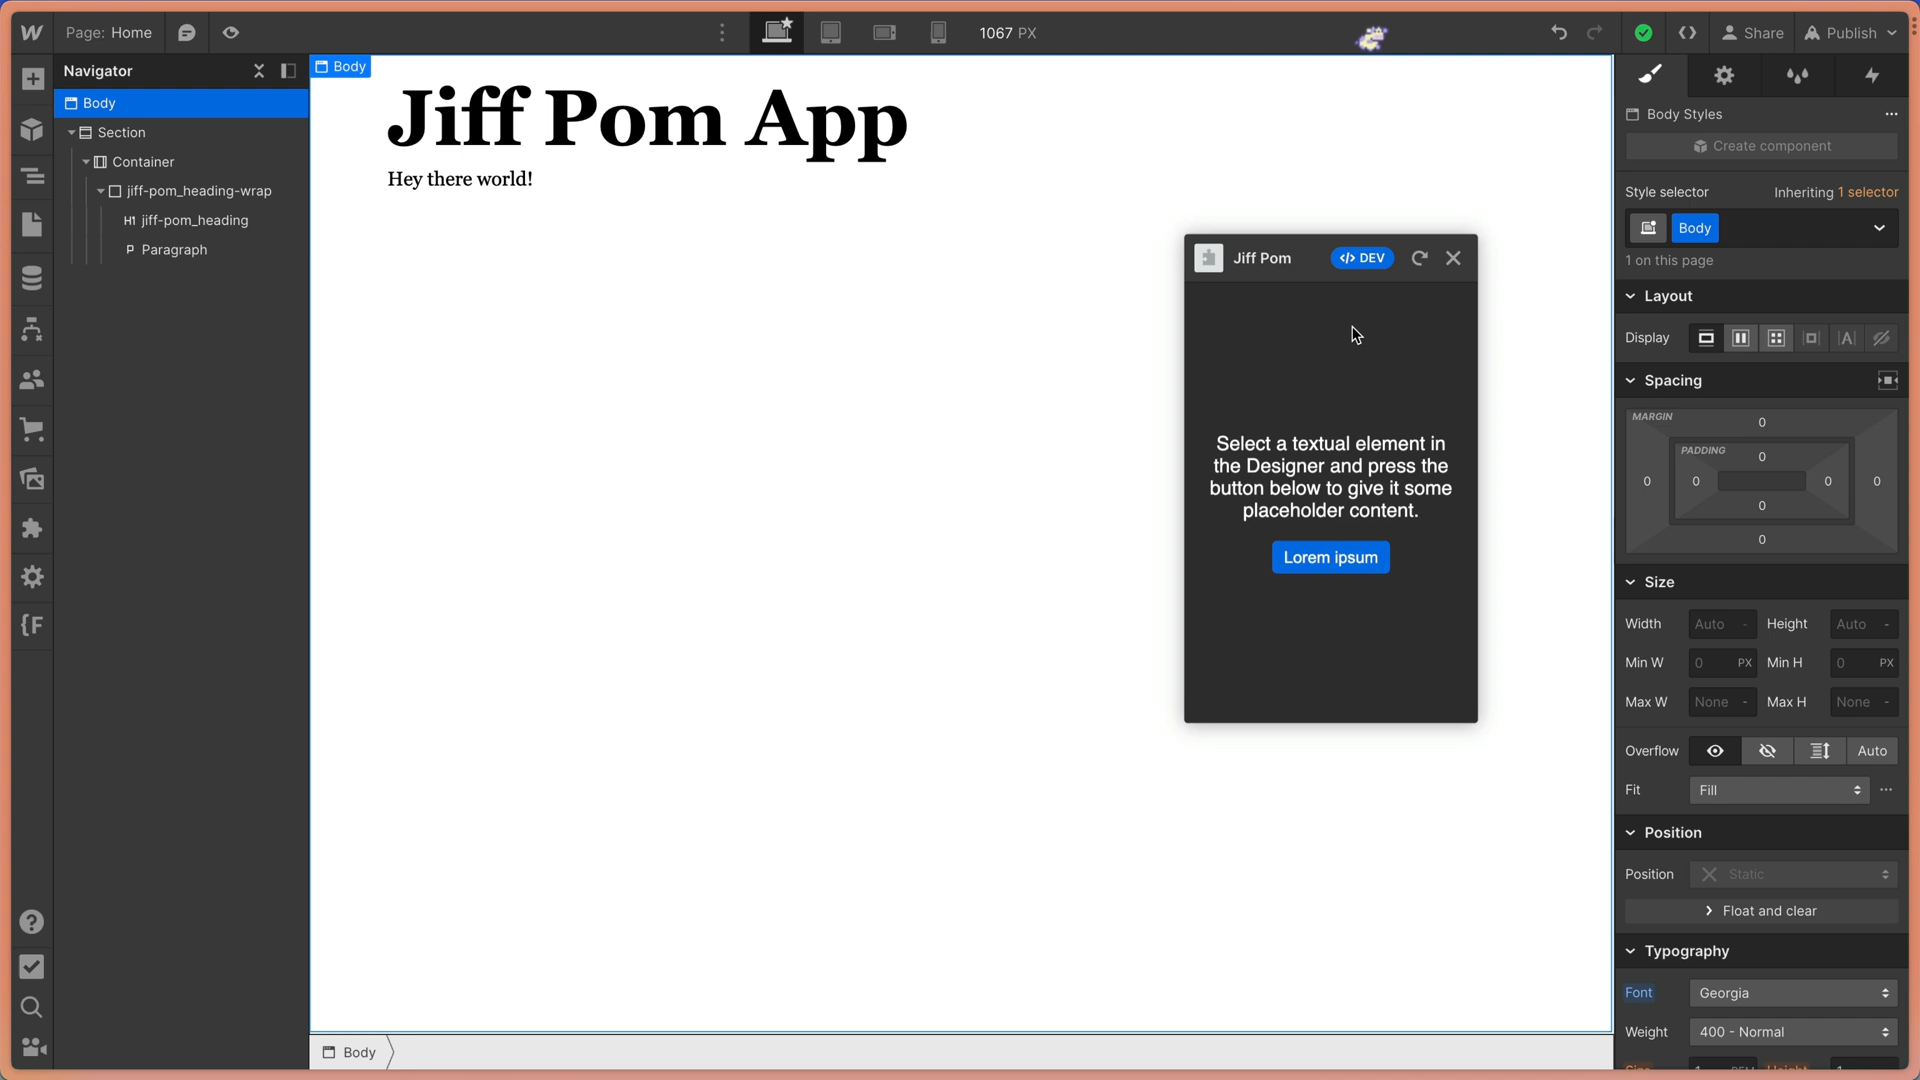 Page: Home
1067 PX
Share
Publish
Navigator
Body
Section
Container
jiff-pom_heading-wrap
H1 jiff-pom_heading
P Paragraph
Body
Jiff Pom App
Hey there world!
Jiff Pom
</> DEV
Select a textual element in
the Designer and press the
button below to give it some
placeholder content.
Lorem ipsum
Body
Body Styles
Create component
Style selector
Inheriting 1 selector
Body
1 on this page
Layout
Display
Spacing
MARGIN
0
PADDING
0
0 0 0 0
0
0
Size
Width Auto - Height Auto -
Min W 0 PX Min H 0 PX
Max W None - Max H None -
Overflow Auto
Fit Fill
Position
Position Static
Float and clear
Typography
Font Georgia
Weight 400 - Normal